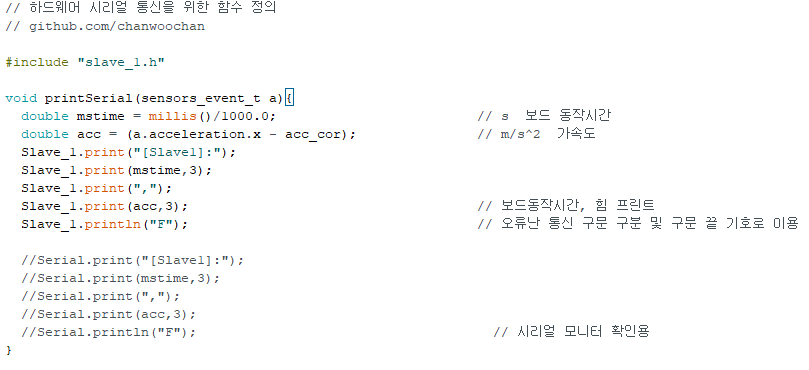 // 하드웨어 시리얼 통신을 위한 함수 정의
// github.com/chanwoochan
#include "slave_1.h"
void printSerial(sensors_event_t a){
double mstime = millis()/1000.0; // s 보드 동작시간
double acc = (a.acceleration.x - acc_cor); // m/s^2 가속도
Slave_1.print("[Slave1]:");
Slave_1.print(mstime,3);
Slave_1.print(",");
Slave_1.print(acc,3); // 보드동작시간, 힘 프린트
Slave_1.println("F"); // 오류난 통신 구문 구분 및 구문 끝 기호로 이용
//Serial.print("[Slave1]:");
//Serial.print(mstime,3);
//Serial.print(",");
//Serial.print(acc,3);
//Serial.println("F"); // 시리얼 모니터 확인용
}